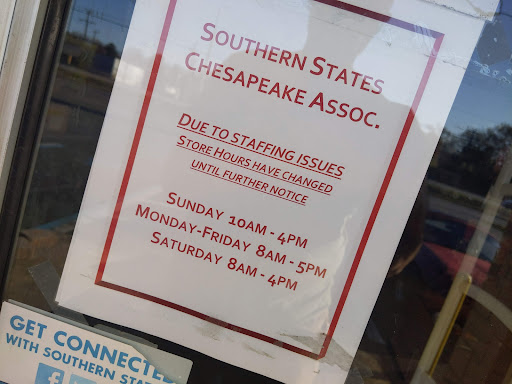 SOUTHERN STATES
CHESAPEAKE ASSOC.
DUE TO STAFFING ISSUES
STORE HOURS HAVE CHANGED
UNTIL FURTHER NOTICE
SUNDAY 10AM - 4PM
MONDAY-FRIDAY 8AM - 5PM
SATURDAY 8AM - 4PM
GET CONNECTED
WITH SOUTHERN STATES
f